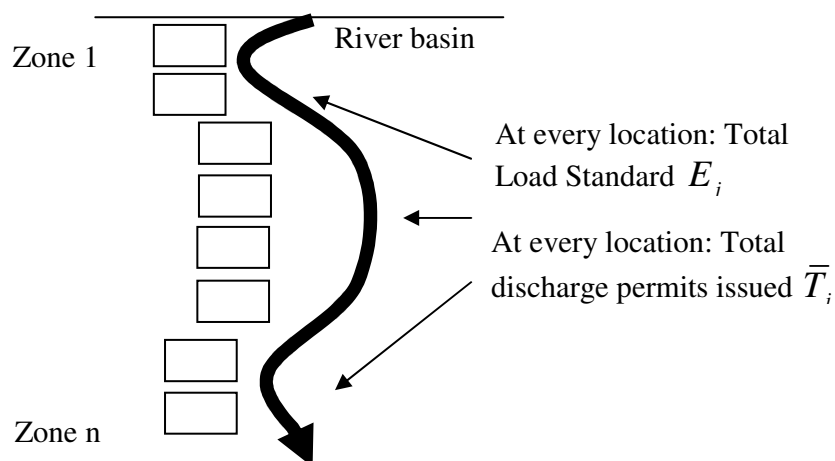 Zone 1
River basin
At every location: Total
Load Standard E_i
At every location: Total
discharge permits issued T̅_i
Zone n